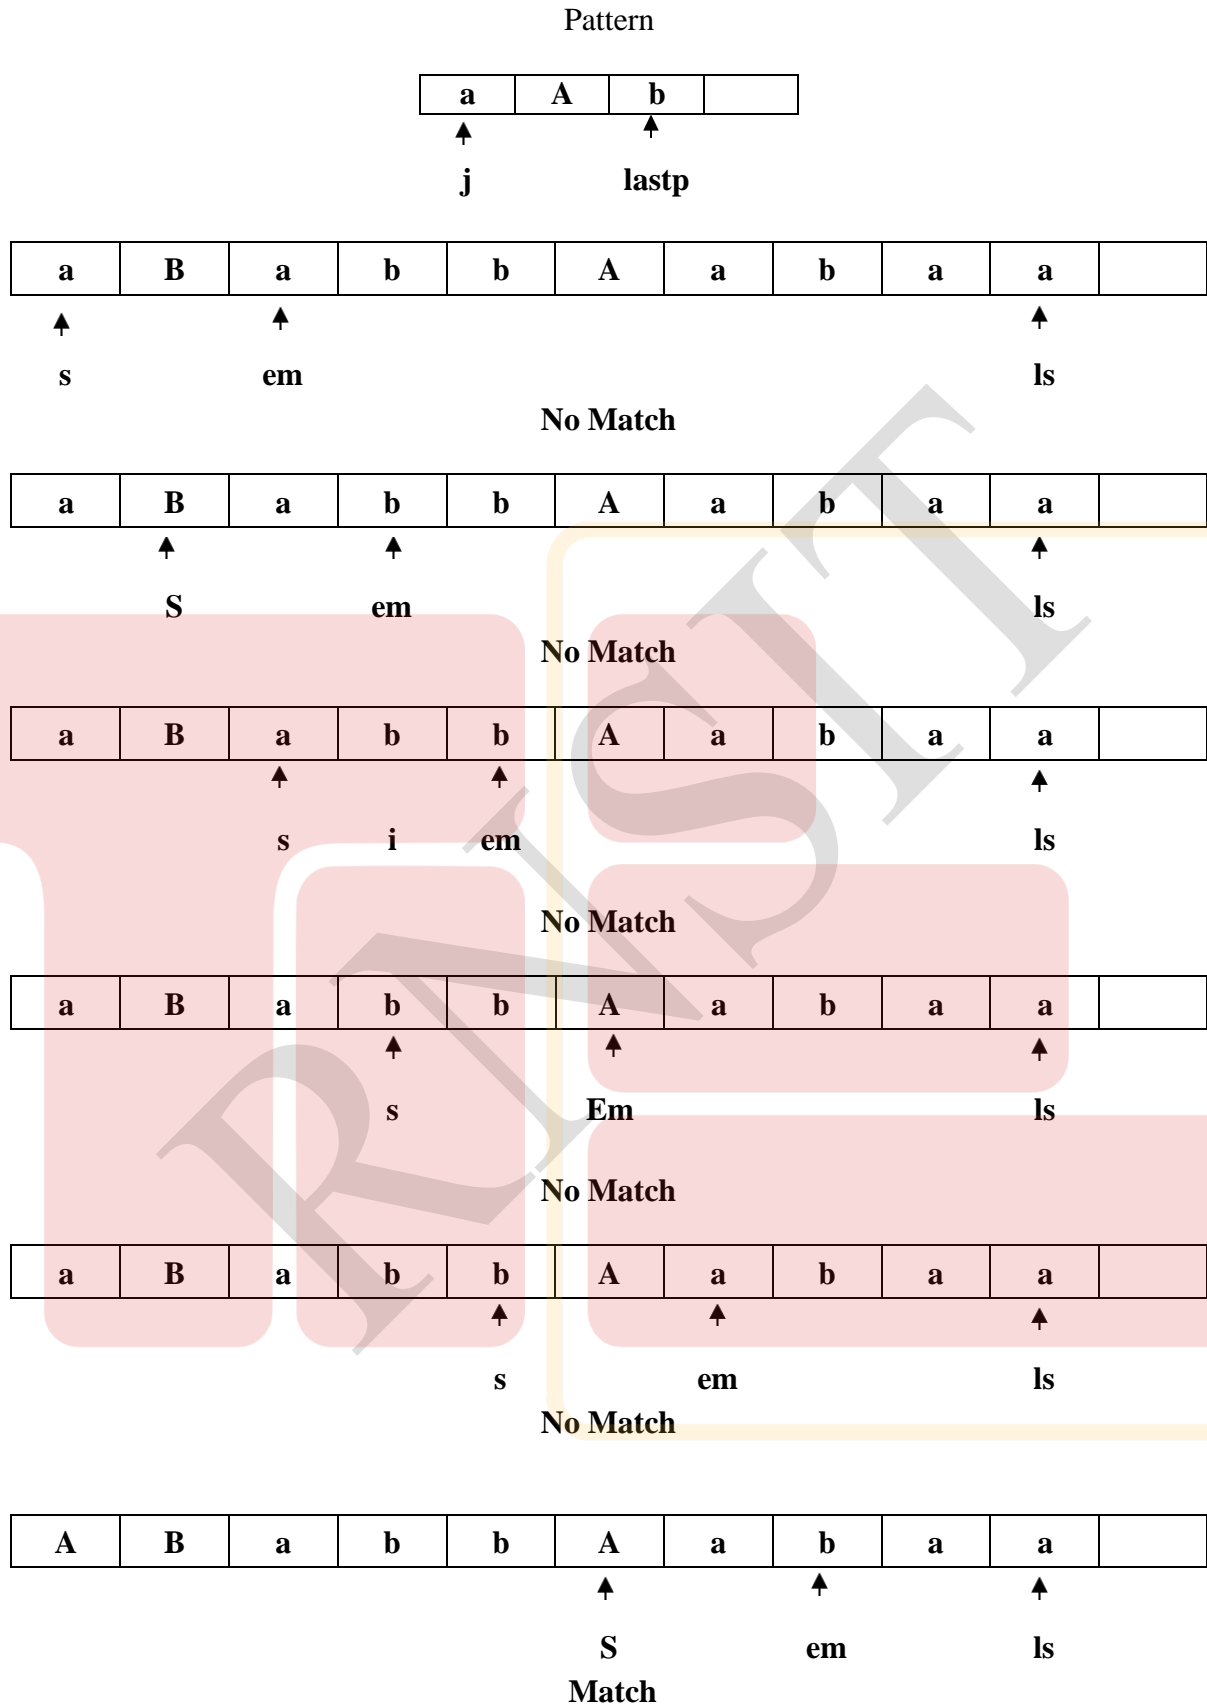 Pattern
a A b
j lastp
a B a b b A a b a a
s em ls
No Match
a B a b b A a b a a
S em ls
No Match
a B a b b A a b a a
s i em ls
No Match
a B a b b A a b a a
s Em ls
No Match
a B a b b A a b a a
s em ls
No Match
A B a b b A a b a a
S em ls
Match
RNSIT